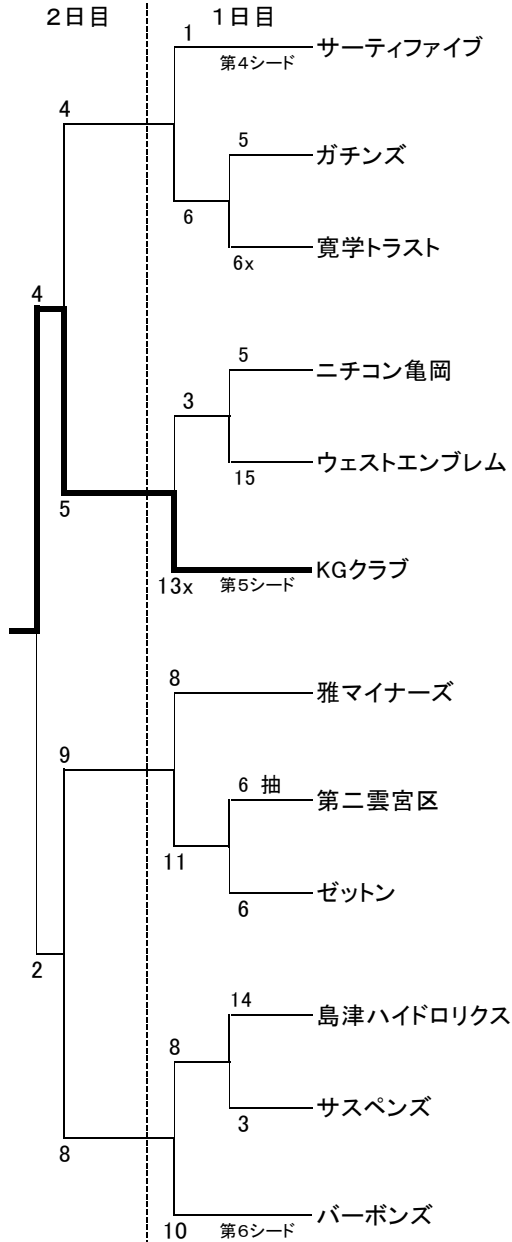 2日目 1日目
1
サーティファイブ
第4シード
4
5
ガチンズ
6
寛学トラスト
6x
4
5
ニチコン亀岡
3
ウェストエンブレム
15
5
KGクラブ
13x 第5シード
8
雅マイナーズ
9
6 抽
第二雲宮区
11
ゼットン
6
2
14
島津ハイドロリクス
8
サスペンズ
3
8
バーボンズ
10 第6シード